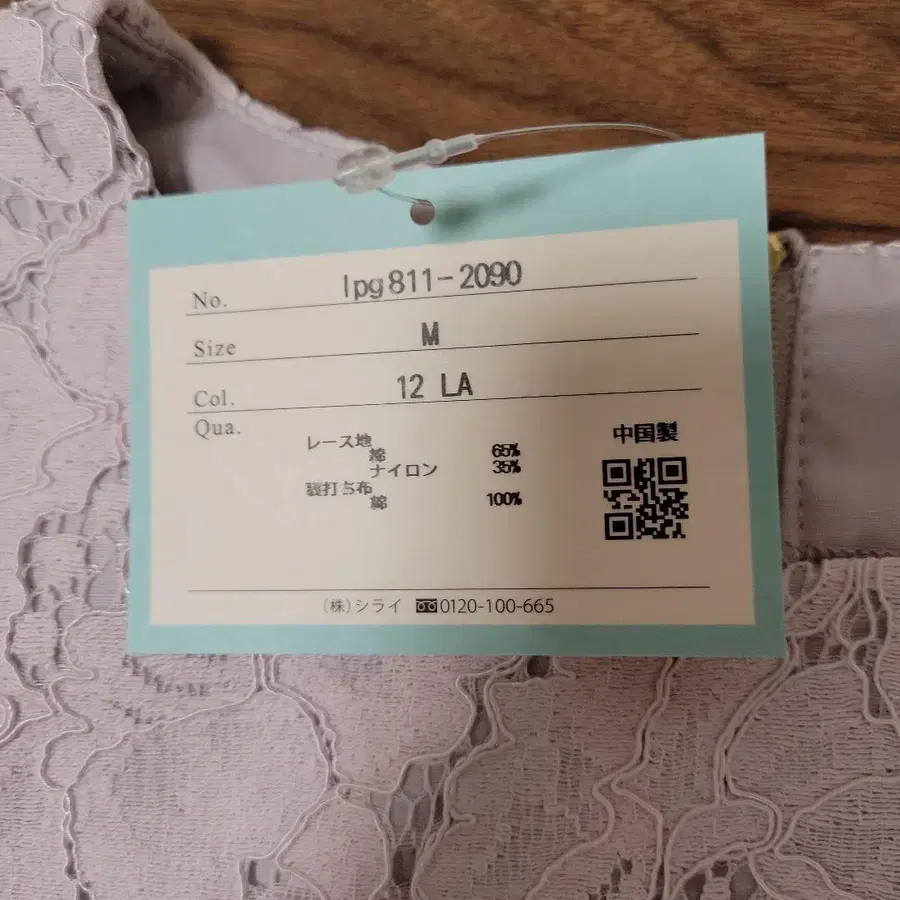 No. lpg811-2090
Size M
Col. 12 LA
Qua.
レース地
綿 65%
ナイロン 35%
裏打ち布
綿 100%
中国製
(株)シライ 0120-100-665